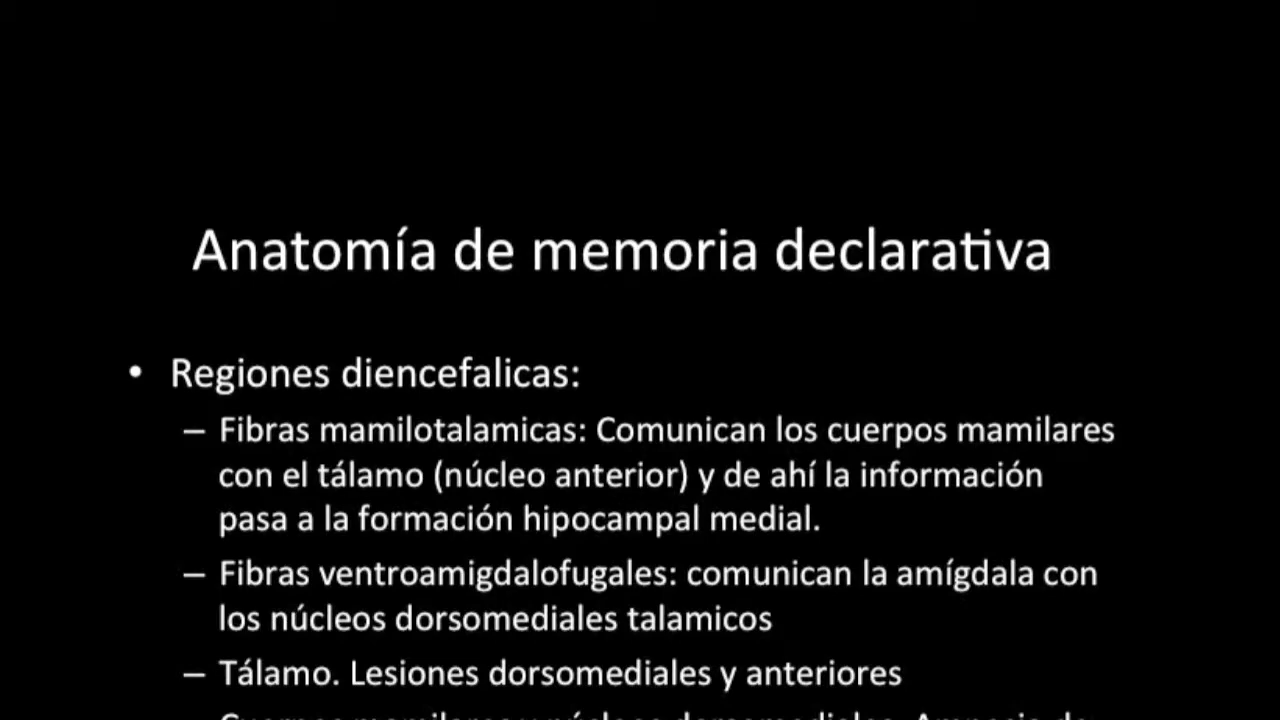 Anatomía de memoria declarativa
• Regiones diencefalicas:
– Fibras mamilotalamicas: Comunican los cuerpos mamilares
con el tálamo (núcleo anterior) y de ahí la información
pasa a la formación hipocampal medial.
– Fibras ventroamigdalofugales: comunican la amígdala con
los núcleos dorsomediales talamicos
– Tálamo. Lesiones dorsomediales y anteriores